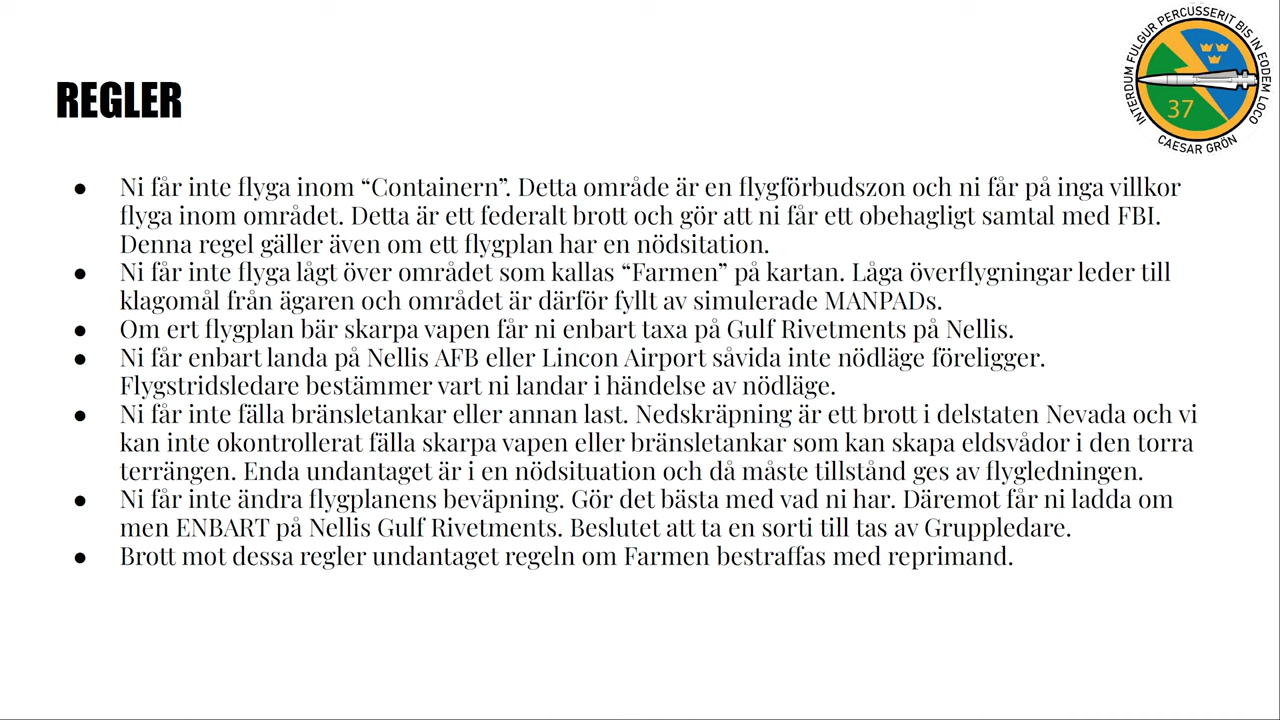 REGLER
INTERDUM FULGUR PERCUSSERIT BIS IN EODEM LOCO
37
CAESAR GRÖN
● Ni får inte flyga inom “Containern”. Detta område är en flygförbudszon och ni får på inga villkor
flyga inom området. Detta är ett federalt brott och gör att ni får ett obehagligt samtal med FBI.
Denna regel gäller även om ett flygplan har en nödsitation.
● Ni får inte flyga lågt över området som kallas “Farmen” på kartan. Låga överflygningar leder till
klagomål från ägaren och området är därför fyllt av simulerade MANPADs.
● Om ert flygplan bär skarpa vapen får ni enbart taxa på Gulf Rivetments på Nellis.
● Ni får enbart landa på Nellis AFB eller Lincon Airport såvida inte nödläge föreligger.
Flygstridsledare bestämmer vart ni landar i händelse av nödläge.
● Ni får inte fälla bränsletankar eller annan last. Nedskräpning är ett brott i delstaten Nevada och vi
kan inte okontrollerat fälla skarpa vapen eller bränsletankar som kan skapa eldsvådor i den torra
terrängen. Enda undantaget är i en nödsituation och då måste tillstånd ges av flygledningen.
● Ni får inte ändra flygplanens beväpning. Gör det bästa med vad ni har. Däremot får ni ladda om
men ENBART på Nellis Gulf Rivetments. Beslutet att ta en sorti till tas av Gruppledare.
● Brott mot dessa regler undantaget regeln om Farmen bestraffas med reprimand.